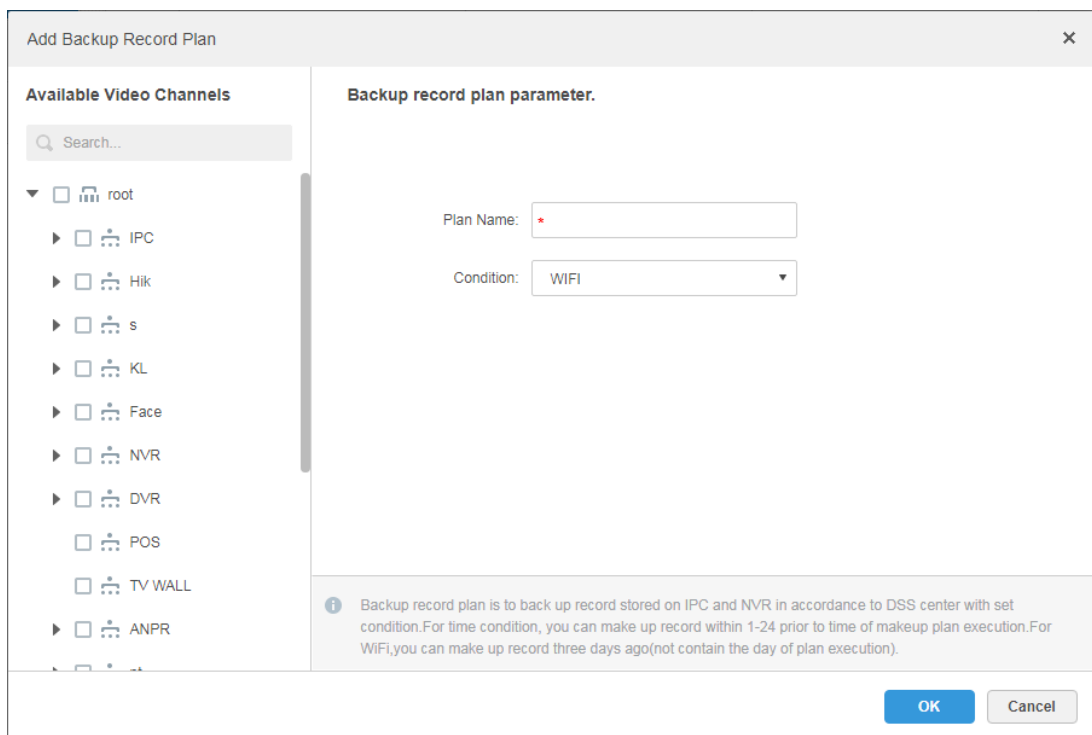 Add Backup Record Plan
Available Video Channels
Search...
root
IPC
Hik
s
KL
Face
NVR
DVR
POS
TV WALL
ANPR
Backup record plan parameter.
Plan Name: *
Condition: WIFI
Backup record plan is to back up record stored on IPC and NVR in accordance to DSS center with set
condition.For time condition, you can make up record within 1-24 prior to time of makeup plan execution.For
WiFi,you can make up record three days ago(not contain the day of plan execution).
OK Cancel